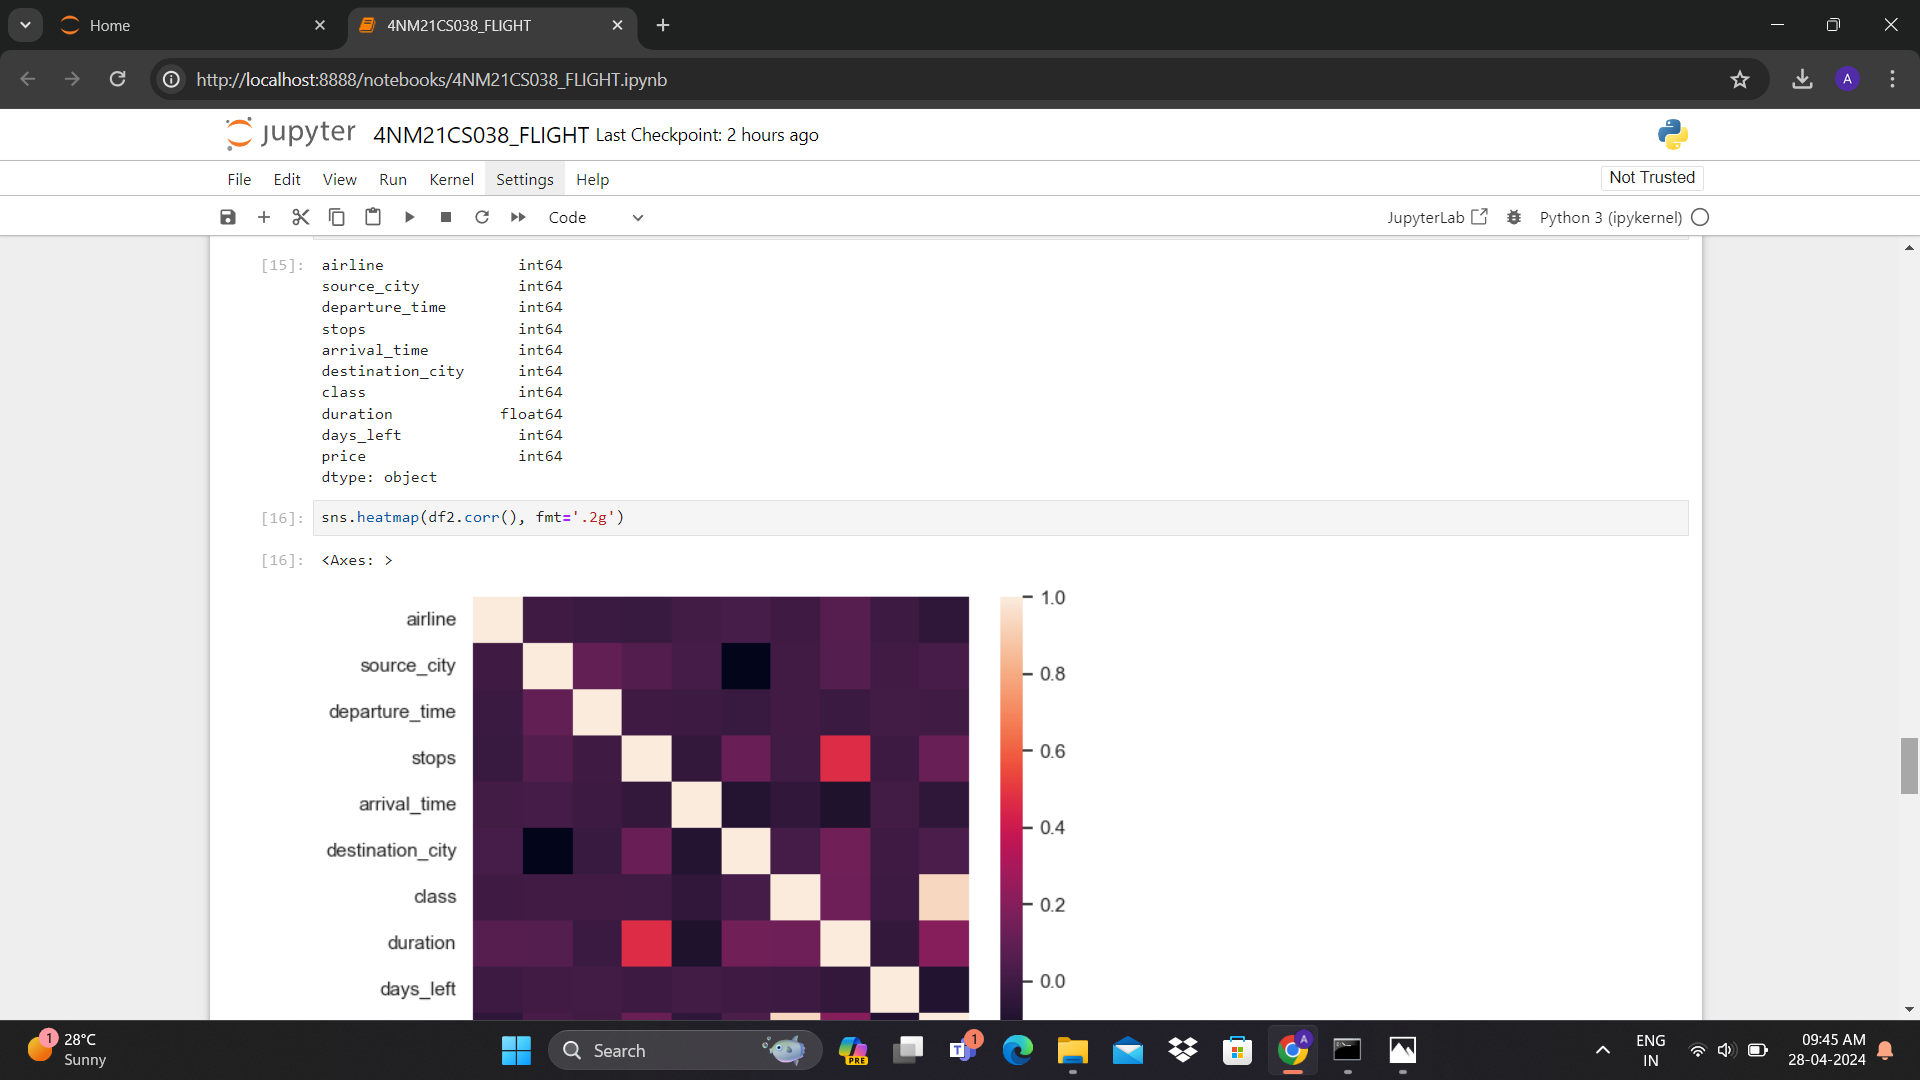 Home
4NM21CS038_FLIGHT
http://localhost:8888/notebooks/4NM21CS038_FLIGHT.ipynb
A
jupyter 4NM21CS038_FLIGHT Last Checkpoint: 2 hours ago
File Edit View Run Kernel Settings Help
Not Trusted
Code
JupyterLab
Python 3 (ipykernel)
[15]: airline int64
source_city int64
departure_time int64
stops int64
arrival_time int64
destination_city int64
class int64
duration float64
days_left int64
price int64
dtype: object
[16]: sns.heatmap(df2.corr(), fmt='.2g')
[16]: <Axes: >
airline
source_city
departure_time
stops
arrival_time
destination_city
class
duration
days_left
1.0
0.8
0.6
0.4
0.2
0.0
1
28°C
Sunny
Search
PRE
T
1
A
ENG
IN
09:45 AM
28-04-2024